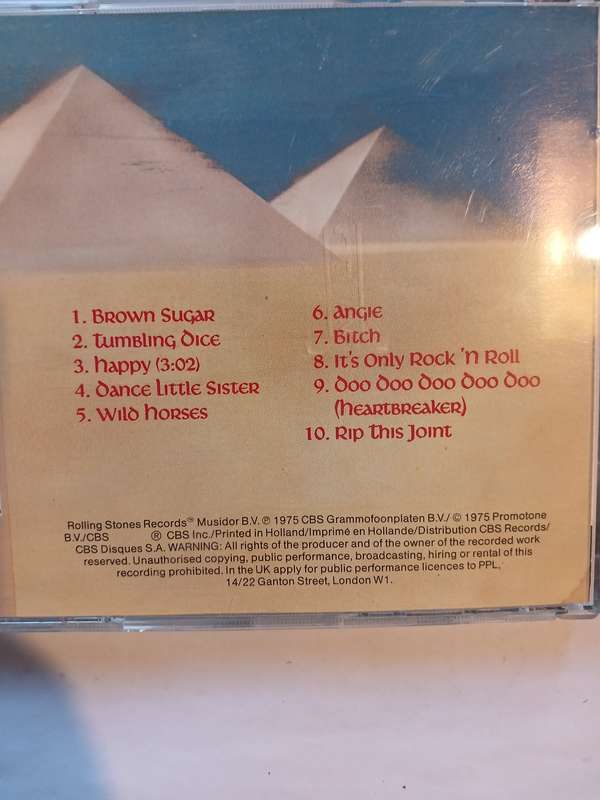 1. Brown Sugar
2. Tumbling Dice
3. Happy (3:02)
4. Dance Little Sister
5. Wild Horses
6. Angie
7. Bitch
8. It's Only Rock 'N Roll
9. Doo Doo Doo Doo Doo
(Heartbreaker)
10. Rip This Joint
Rolling Stones Records™ Musidor B.V. ℗ 1975 CBS Grammofoonplaten B.V./ © 1975 Promotone
B.V./CBS ® CBS Inc./Printed in Holland/Imprimé en Hollande/Distribution CBS Records/
CBS Disques S.A. WARNING: All rights of the producer and of the owner of the recorded work
reserved. Unauthorised copying, public performance, broadcasting, hiring or rental of this
recording prohibited. In the UK apply for public performance licences to PPL,
14/22 Ganton Street, London W1.